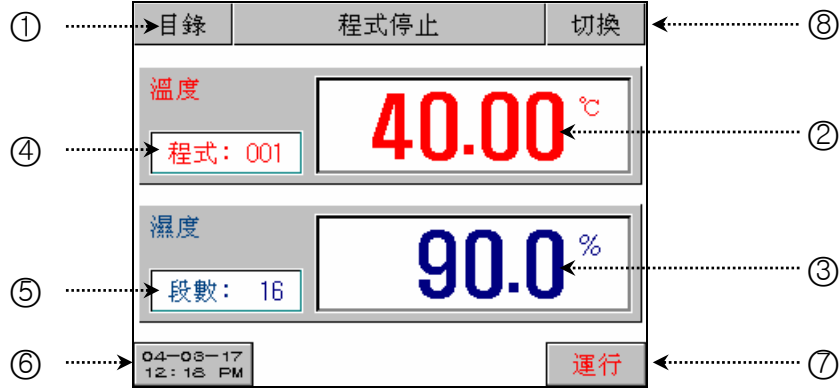 ① 目錄 程式停止 切換 ⑧
溫度
40.00 ℃ ②
④ 程式: 001
濕度
90.0 % ③
⑤ 段數: 16
⑥ 04-03-17 運行 ⑦
12:18 PM